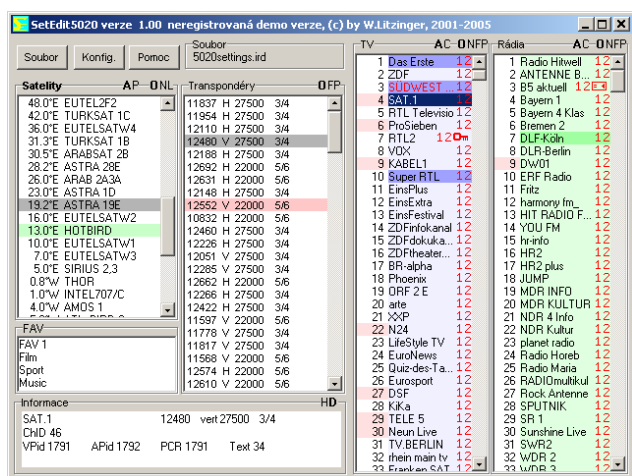 SetEdit5020 verze 1.00 neregistrovaná demo verze, (c) by W.Litzinger, 2001-2005
Soubor
Konfig.
Pomoc
Soubor
5020settings.ird
Satelity AP ONL
48.0°E EUTEL2F2
42.0°E TURKSAT 1C
36.0°E EUTELSATW4
31.3°E TURKSAT 1B
30.5°E ARABSAT 2B
28.2°E ASTRA 28E
26.0°E ARAB 2A3A
23.0°E ASTRA 1D
19.2°E ASTRA 19E
16.0°E EUTELSATW2
13.0°E HOTBIRD
10.0°E EUTELSATW1
7.0°E EUTELSATW3
5.0°E SIRIUS 2,3
0.8°W THOR
1.0°W INTEL707/C
4.0°W AMOS 1
FAV
FAV 1
Film
Sport
Music
Transpondéry OFP
11837 H 27500 3/4
11954 H 27500 3/4
12110 H 27500 3/4
12480 V 27500 3/4
12188 H 27500 3/4
12692 H 22000 5/6
12631 H 22000 5/6
12148 H 27500 3/4
12552 V 22000 5/6
10832 H 22000 5/6
12460 H 27500 3/4
12226 H 27500 3/4
12051 V 27500 3/4
12285 V 27500 3/4
12662 H 22000 5/6
12266 H 27500 3/4
12422 H 27500 3/4
11597 V 22000 5/6
11778 V 27500 3/4
11817 V 27500 3/4
11568 V 22000 5/6
12574 H 22000 5/6
12610 V 22000 5/6
Informace HD
SAT.1 12480 vert 27500 3/4
ChID 46
VPid 1791 APid 1792 PCR 1791 Text 34
TV AC ONFP
1 Das Erste 12
2 ZDF 12
3 SÜDWEST ... 12
4 SAT.1 12
5 RTL Televisio 12
6 ProSieben 12
7 RTL2 12
8 VOX 12
9 KABEL1 12
10 Super RTL 12
11 EinsPlus 12
12 EinsExtra 12
13 EinsFestival 12
14 ZDFinfokanal 12
15 ZDFdokuka... 12
16 ZDFtheater... 12
17 BR-alpha 12
18 Phoenix 12
19 ORF 2 E 12
20 arte 12
21 XXP 12
22 N24 12
23 LifeStyle TV 12
24 EuroNews 12
25 Quiz-des-Ta... 12
26 Eurosport 12
27 DSF 12
28 KiKa 12
29 TELE 5 12
30 Neun Live 12
31 TV.BERLIN 12
32 rhein main tv 12
33 Franken SAT 12
Rádia AC ONFP
1 Radio Hitwell 12
2 ANTENNE B... 12
3 B5 aktuell 12
4 Bayern 1 12
5 Bayern 4 Klas 12
6 Bremen 2 12
7 DLF-Köln 12
8 DLR-Berlin 12
9 DW01 12
10 ERF Radio 12
11 Fritz 12
12 harmony fm_ 12
13 HIT RADIO F... 12
14 YOU FM 12
15 hr-info 12
16 HR2 12
17 HR2 plus 12
18 JUMP 12
19 MDR INFO 12
20 MDR KULTUR 12
21 NDR 4 Info 12
22 NDR Kultur 12
23 planet radio 12
24 Radio Horeb 12
25 Radio Maria 12
26 RADIOmultikul 12
27 Rock Antenne 12
28 SPUTNIK 12
29 SR 1 12
30 Sunshine Live 12
31 SWR2 12
32 WDR 2 12
33 WDR 3 12